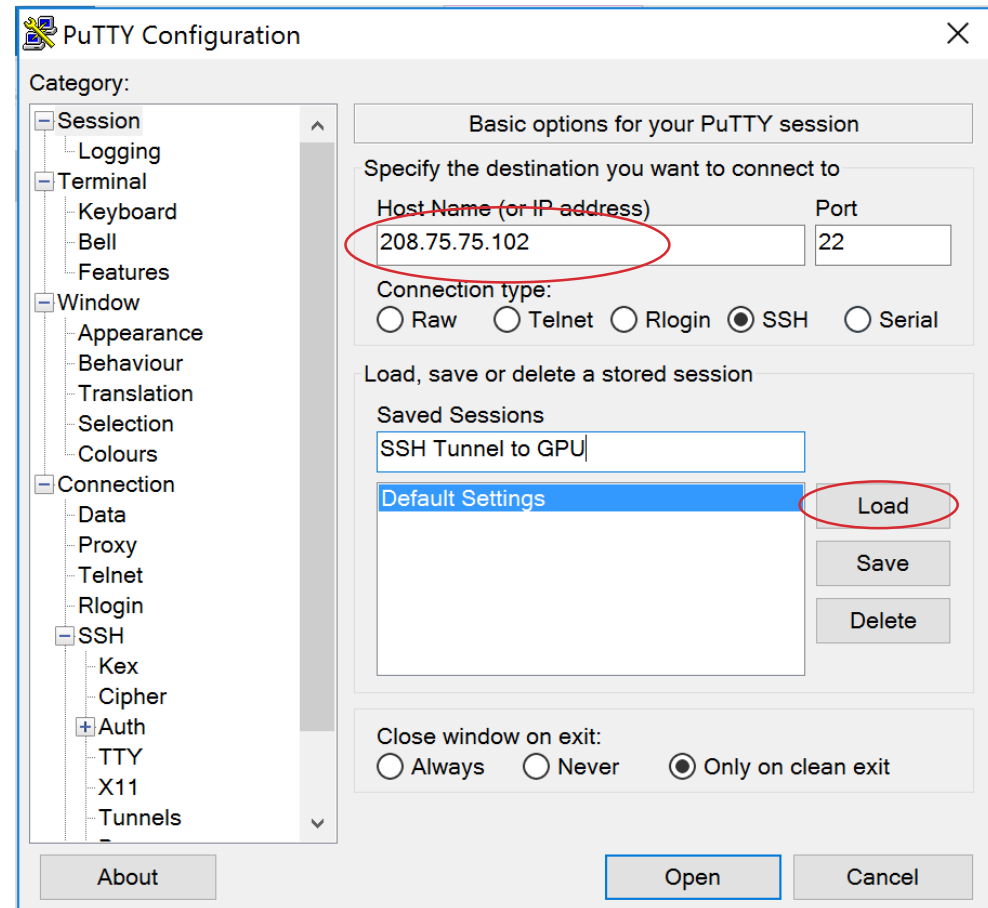 PuTTY Configuration
Category:
Session
Logging
Terminal
Keyboard
Bell
Features
Window
Appearance
Behaviour
Translation
Selection
Colours
Connection
Data
Proxy
Telnet
Rlogin
SSH
Kex
Cipher
Auth
TTY
X11
Tunnels
Basic options for your PuTTY session
Specify the destination you want to connect to
Host Name (or IP address) Port
208.75.75.102 22
Connection type:
Raw Telnet Rlogin SSH Serial
Load, save or delete a stored session
Saved Sessions
SSH Tunnel to GPU
Default Settings
Load
Save
Delete
Close window on exit:
Always Never Only on clean exit
About Open Cancel